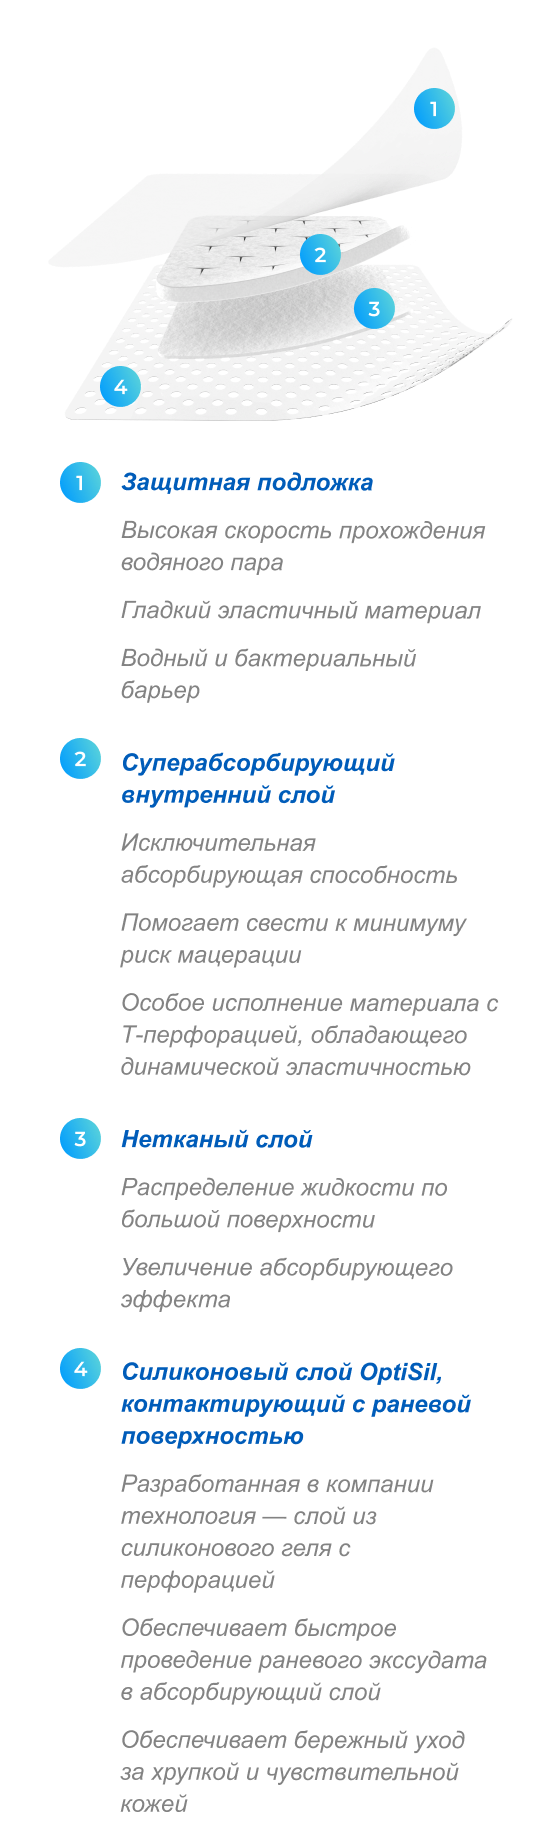 1
2
3
4
1 Защитная подложка
Высокая скорость прохождения
водяного пара
Гладкий эластичный материал
Водный и бактериальный
барьер
2 Суперабсорбирующий
внутренний слой
Исключительная
абсорбирующая способность
Помогает свести к минимуму
риск мацерации
Особое исполнение материала с
Т-перфорацией, обладающего
динамической эластичностью
3 Нетканый слой
Распределение жидкости по
большой поверхности
Увеличение абсорбирующего
эффекта
4 Силиконовый слой OptiSil,
контактирующий с раневой
поверхностью
Разработанная в компании
технология — слой из
силиконового геля с
перфорацией
Обеспечивает быстрое
проведение раневого экссудата
в абсорбирующий слой
Обеспечивает бережный уход
за хрупкой и чувствительной
кожей